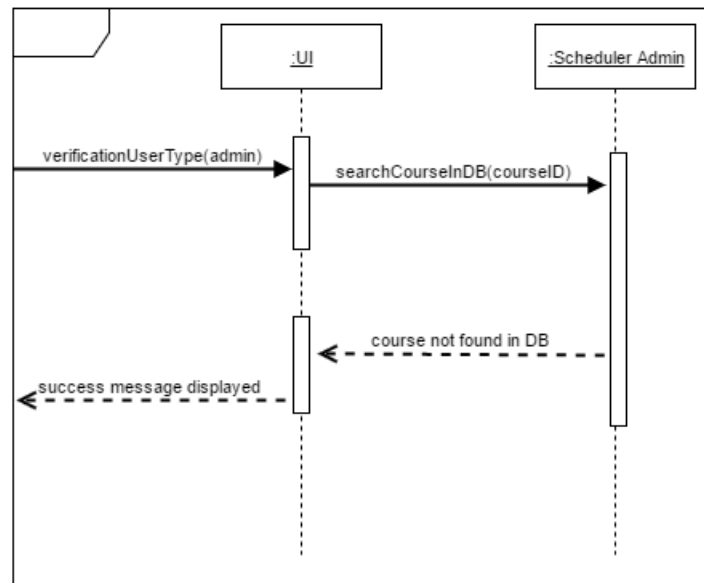 :UI
:Scheduler Admin
verificationUserType(admin)
searchCourseInDB(courseID)
course not found in DB
success message displayed